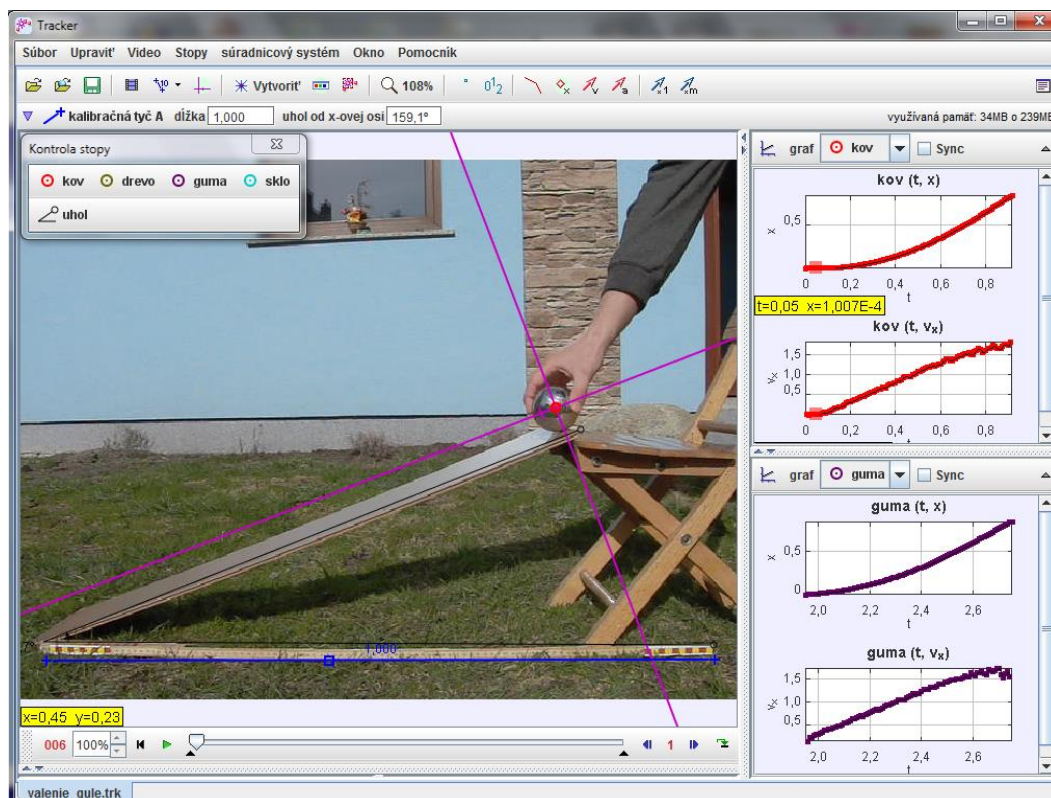 Tracker
Súbor Upraviť Video Stopy súradnicový systém Okno Pomocník
Vytvoriť 108%
kalibračná tyč A dĺžka 1,000 uhol od x-ovej osi 159,1° využívaná pamäť: 34MB o 239MB
Kontrola stopy
kov drevo guma sklo
uhol
1,000
x=0,45 y=0,23
006 100% 1
valenie_gule.trk
graf kov Sync
kov (t, x)
0,5
x
0 0,2 0,4 0,6 0,8
t
t=0,05 x=1,007E-4
kov (t, vx)
1,5
1,0
0,5
vx
0 0,2 0,4 0,6 0,8
t
graf guma Sync
guma (t, x)
0,5
x
0
2,0 2,2 2,4 2,6
t
guma (t, vx)
1,5
1,0
0,5
vx
2,0 2,2 2,4 2,6
t